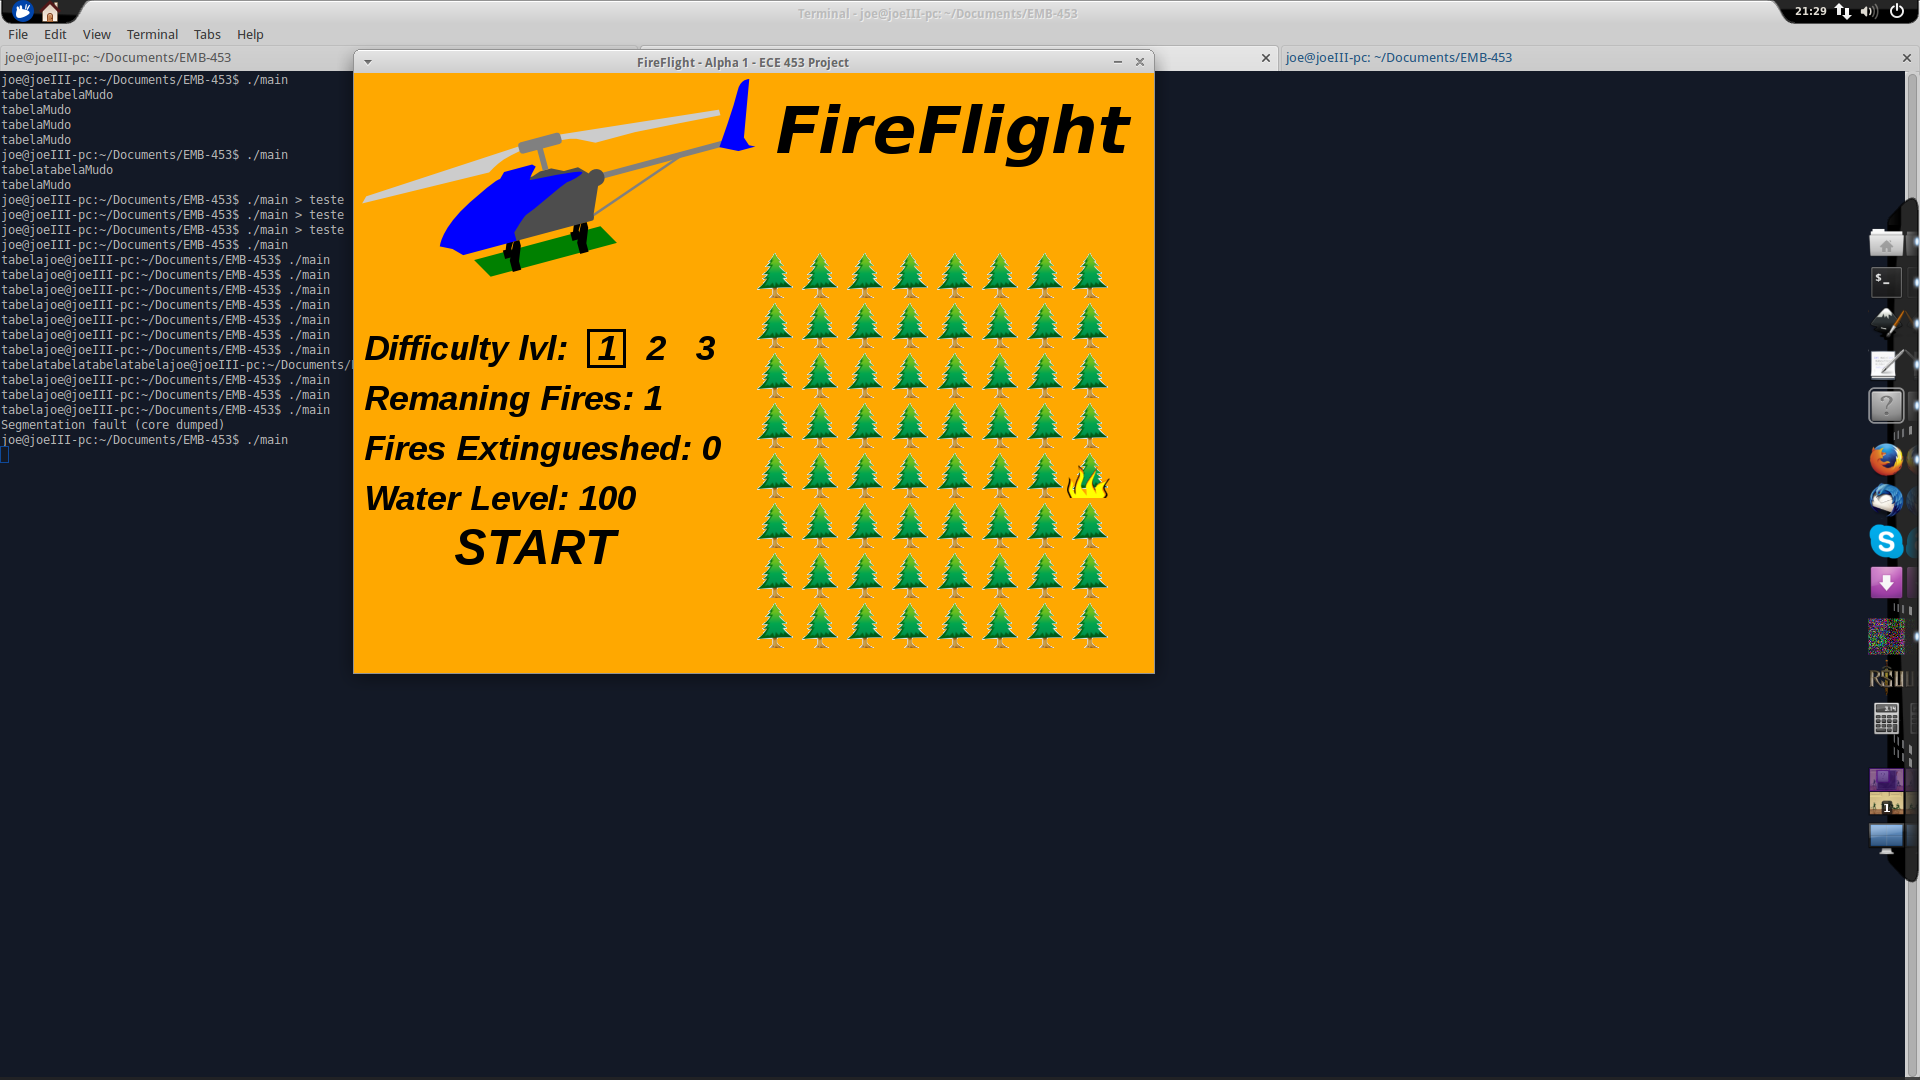 Terminal - joe@joeIII-pc: ~/Documents/EMB-453
21:29
File Edit View Terminal Tabs Help
joe@joeIII-pc: ~/Documents/EMB-453
joe@joeIII-pc: ~/Documents/EMB-453
joe@joeIII-pc:~/Documents/EMB-453$ ./main
tabelatabelaMudo
tabelaMudo
tabelaMudo
tabelaMudo
joe@joeIII-pc:~/Documents/EMB-453$ ./main
tabelatabelaMudo
tabelaMudo
joe@joeIII-pc:~/Documents/EMB-453$ ./main > teste
joe@joeIII-pc:~/Documents/EMB-453$ ./main > teste
joe@joeIII-pc:~/Documents/EMB-453$ ./main > teste
joe@joeIII-pc:~/Documents/EMB-453$ ./main
tabelajoe@joeIII-pc:~/Documents/EMB-453$ ./main
tabelajoe@joeIII-pc:~/Documents/EMB-453$ ./main
tabelajoe@joeIII-pc:~/Documents/EMB-453$ ./main
tabelajoe@joeIII-pc:~/Documents/EMB-453$ ./main
tabelajoe@joeIII-pc:~/Documents/EMB-453$ ./main
tabelajoe@joeIII-pc:~/Documents/EMB-453$ ./main
tabelajoe@joeIII-pc:~/Documents/EMB-453$ ./main
tabelatabelatabelatabelatabelajoe@joeIII-pc:~/Documents/
tabelajoe@joeIII-pc:~/Documents/EMB-453$ ./main
tabelajoe@joeIII-pc:~/Documents/EMB-453$ ./main
tabelajoe@joeIII-pc:~/Documents/EMB-453$ ./main
Segmentation fault (core dumped)
joe@joeIII-pc:~/Documents/EMB-453$ ./main
FireFlight - Alpha 1 - ECE 453 Project
FireFlight
Difficulty lvl: 1 2 3
Remaning Fires: 1
Fires Extingueshed: 0
Water Level: 100
START
$_
S
1